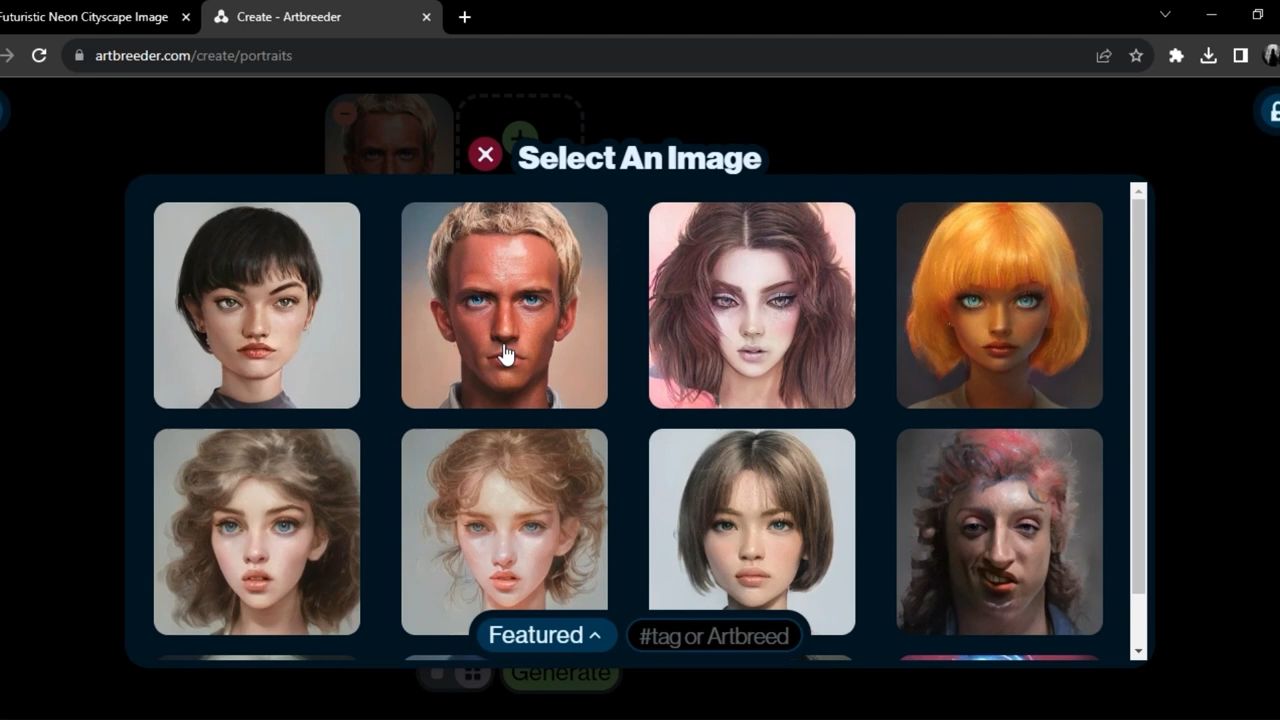 Futuristic Neon Cityscape Image
Create - Artbreeder
artbreeder.com/create/portraits
Select An Image
Featured
#tag or Artbreed
Generate